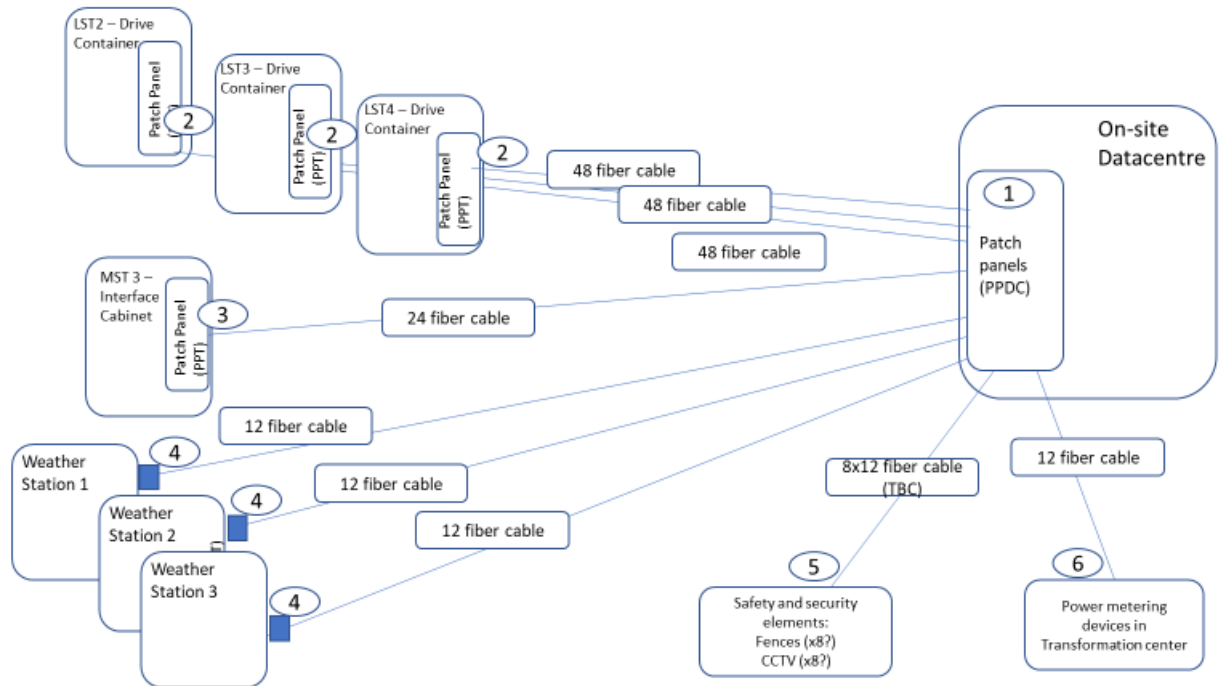 LST2 – Drive
Container
Patch Panel
2
LST3 – Drive
Container
Patch Panel
(PPT)
2
LST4 – Drive
Container
Patch Panel
(PPT)
2
48 fiber cable
48 fiber cable
48 fiber cable
On-site
Datacentre
1
Patch
panels
(PPDC)
MST 3 –
Interface
Cabinet
Patch Panel
(PPT)
3
24 fiber cable
12 fiber cable
4
Weather
Station 1
12 fiber cable
4
Weather
Station 2
12 fiber cable
4
Weather
Station 3
8x12 fiber cable
(TBC)
12 fiber cable
5
Safety and security
elements:
Fences (x8?)
CCTV (x8?)
6
Power metering
devices in
Transformation center